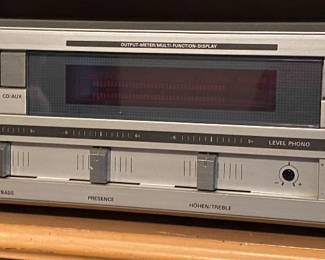 OUTPUT-METER/MULTI-FUNCTION-DISPLAY
CD/AUX
LEVEL PHONO
BASS
PRESENCE
HÖHEN/TREBLE